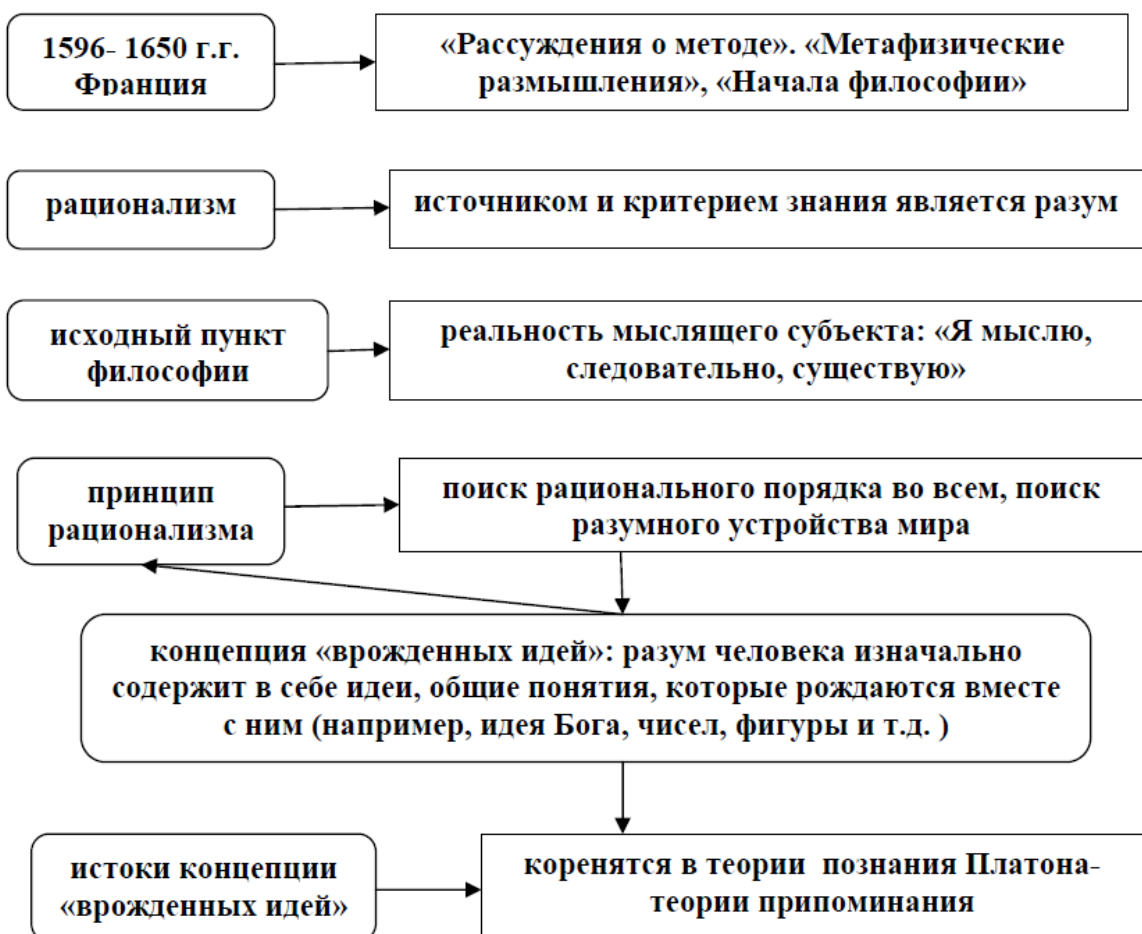 1596- 1650 г.г.
Франция
«Рассуждения о методе». «Метафизические
размышления», «Начала философии»
рационализм
источником и критерием знания является разум
исходный пункт
философии
реальность мыслящего субъекта: «Я мыслю,
следовательно, существую»
принцип
рационализма
поиск рационального порядка во всем, поиск
разумного устройства мира
концепция «врожденных идей»: разум человека изначально
содержит в себе идеи, общие понятия, которые рождаются вместе
с ним (например, идея Бога, чисел, фигуры и т.д. )
истоки концепции
«врожденных идей»
коренятся в теории познания Платона-
теории припоминания